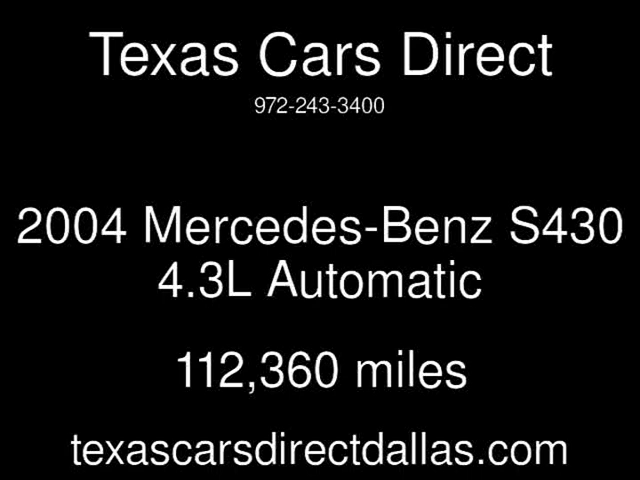 Texas Cars Direct
972-243-3400
2004 Mercedes-Benz S430
4.3L Automatic
112,360 miles
texascarsdirectdallas.com